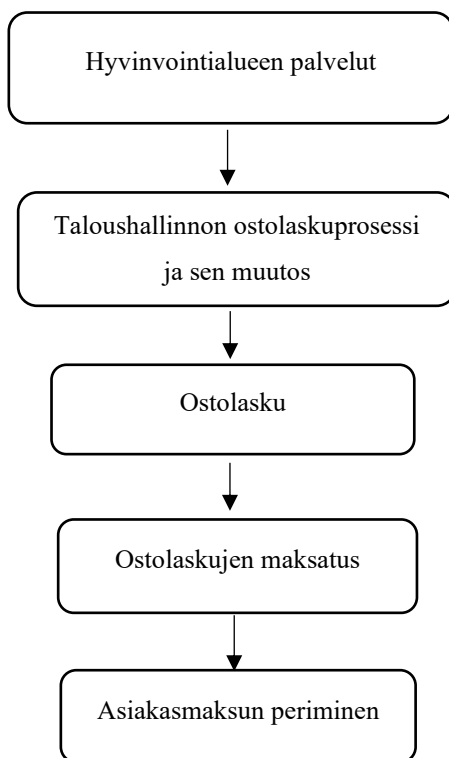 Hyvinvointialueen palvelut
Taloushallinnon ostolaskuprosessi
ja sen muutos
Ostolasku
Ostolaskujen maksatus
Asiakasmaksun periminen